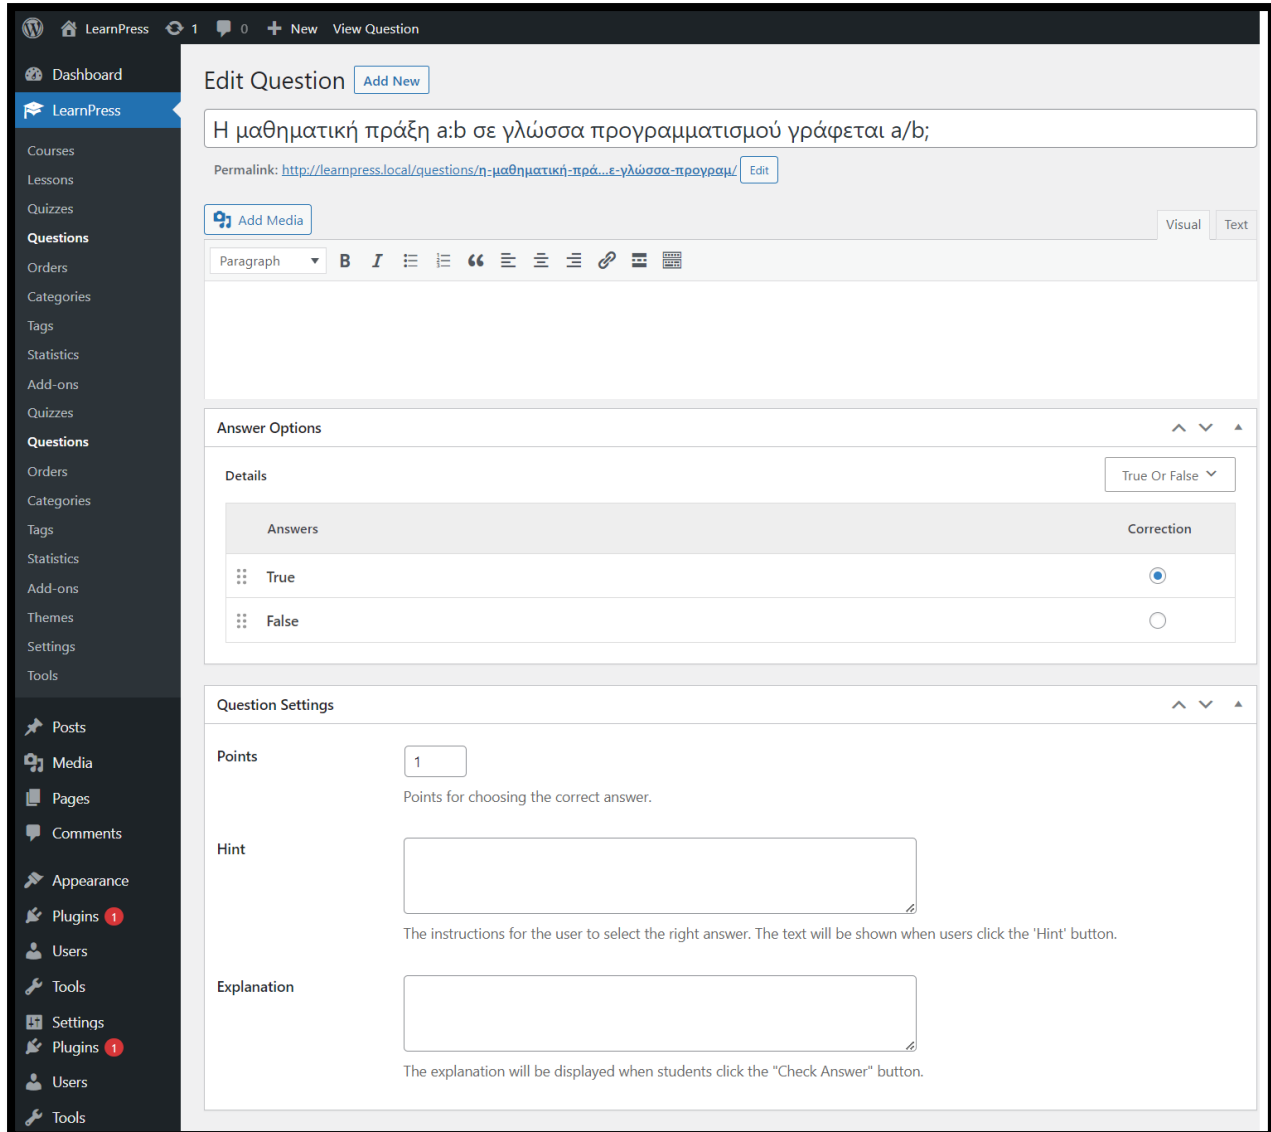 LearnPress 1 0 New View Question
Dashboard
LearnPress
Courses
Lessons
Quizzes
Questions
Orders
Categories
Tags
Statistics
Add-ons
Quizzes
Questions
Orders
Categories
Tags
Statistics
Add-ons
Themes
Settings
Tools
Posts
Media
Pages
Comments
Appearance
Plugins 1
Users
Tools
Settings
Plugins 1
Users
Tools
Edit Question Add New
Η μαθηματική πράξη a:b σε γλώσσα προγραμματισμού γράφεται a/b;
Permalink: http://learnpress.local/questions/η-μαθηματική-πρά...ε-γλώσσα-προγραμ/ Edit
Add Media
Visual Text
Paragraph B I
Answer Options
Details True Or False
Answers Correction
True
False
Question Settings
Points 1
Points for choosing the correct answer.
Hint
The instructions for the user to select the right answer. The text will be shown when users click the 'Hint' button.
Explanation
The explanation will be displayed when students click the "Check Answer" button.